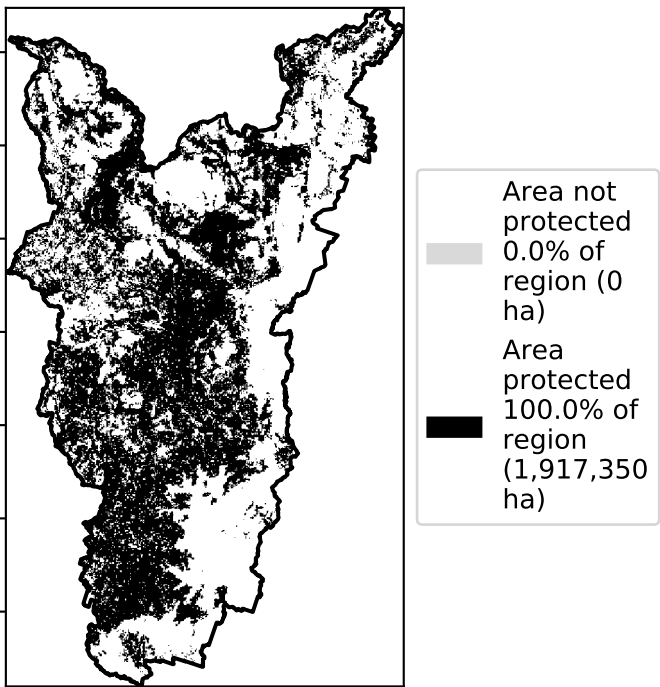 Area not
protected
0.0% of
region (0
ha)
Area
protected
100.0% of
region
(1,917,350
ha)